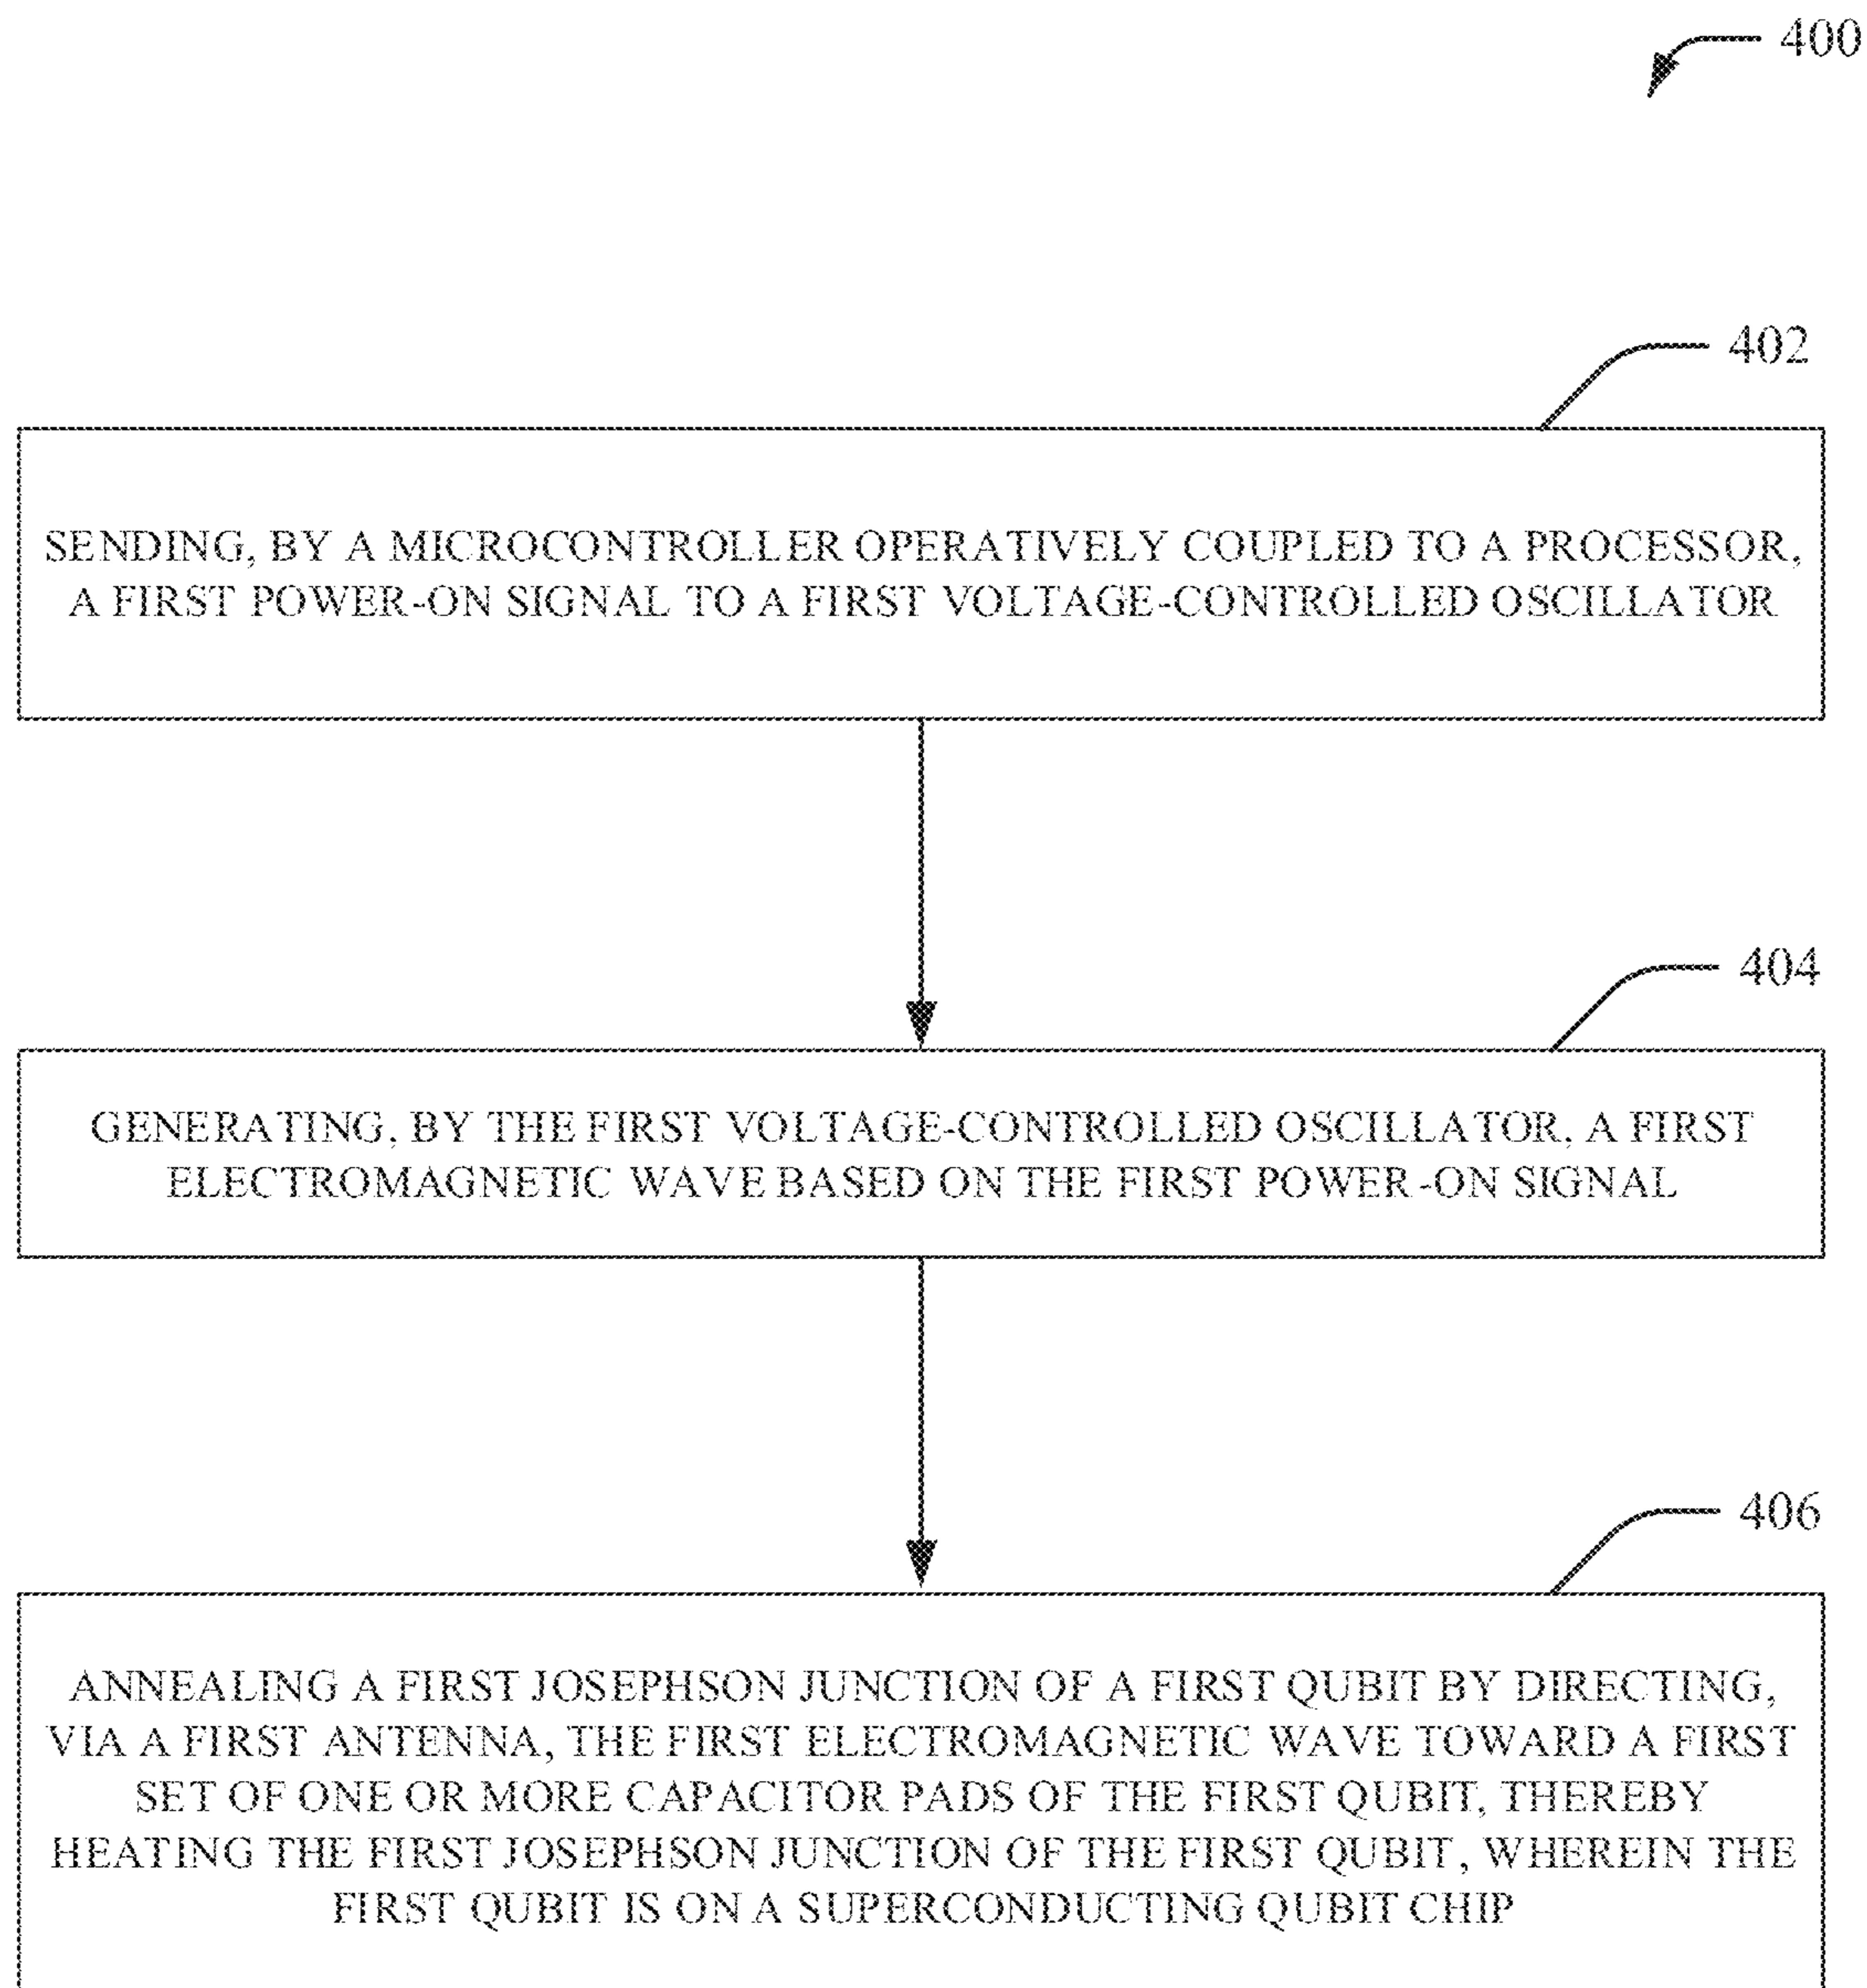 400
402
SENDING, BY A MICROCONTROLLER OPERATIVELY COUPLED TO A PROCESSOR,
A FIRST POWER-ON SIGNAL TO A FIRST VOLTAGE-CONTROLLED OSCILLATOR
404
GENERATING, BY THE FIRST VOLTAGE-CONTROLLED OSCILLATOR, A FIRST
ELECTROMAGNETIC WAVE BASED ON THE FIRST POWER-ON SIGNAL
406
ANNEALING A FIRST JOSEPHSON JUNCTION OF A FIRST QUBIT BY DIRECTING,
VIA A FIRST ANTENNA, THE FIRST ELECTROMAGNETIC WAVE TOWARD A FIRST
SET OF ONE OR MORE CAPACITOR PADS OF THE FIRST QUBIT, THEREBY
HEATING THE FIRST JOSEPHSON JUNCTION OF THE FIRST QUBIT, WHEREIN THE
FIRST QUBIT IS ON A SUPERCONDUCTING QUBIT CHIP